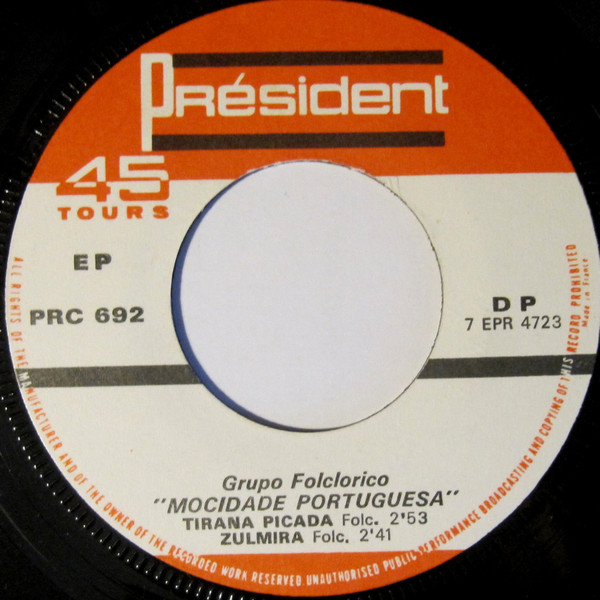 Président
45
TOURS
EP
PRC 692
DP
7 EPR 4723
Grupo Folclorico
"MOCIDADE PORTUGUESA"
TIRANA PICADA Folc. 2'53
ZULMIRA Folc. 2'41
ALL RIGHTS OF THE MANUFACTURER AND OF THE OWNER OF THE RECORDED WORK RESERVED. UNAUTHORISED PUBLIC PERFORMANCE BROADCASTING AND COPYING OF THIS RECORD PROHIBITED
Made in France